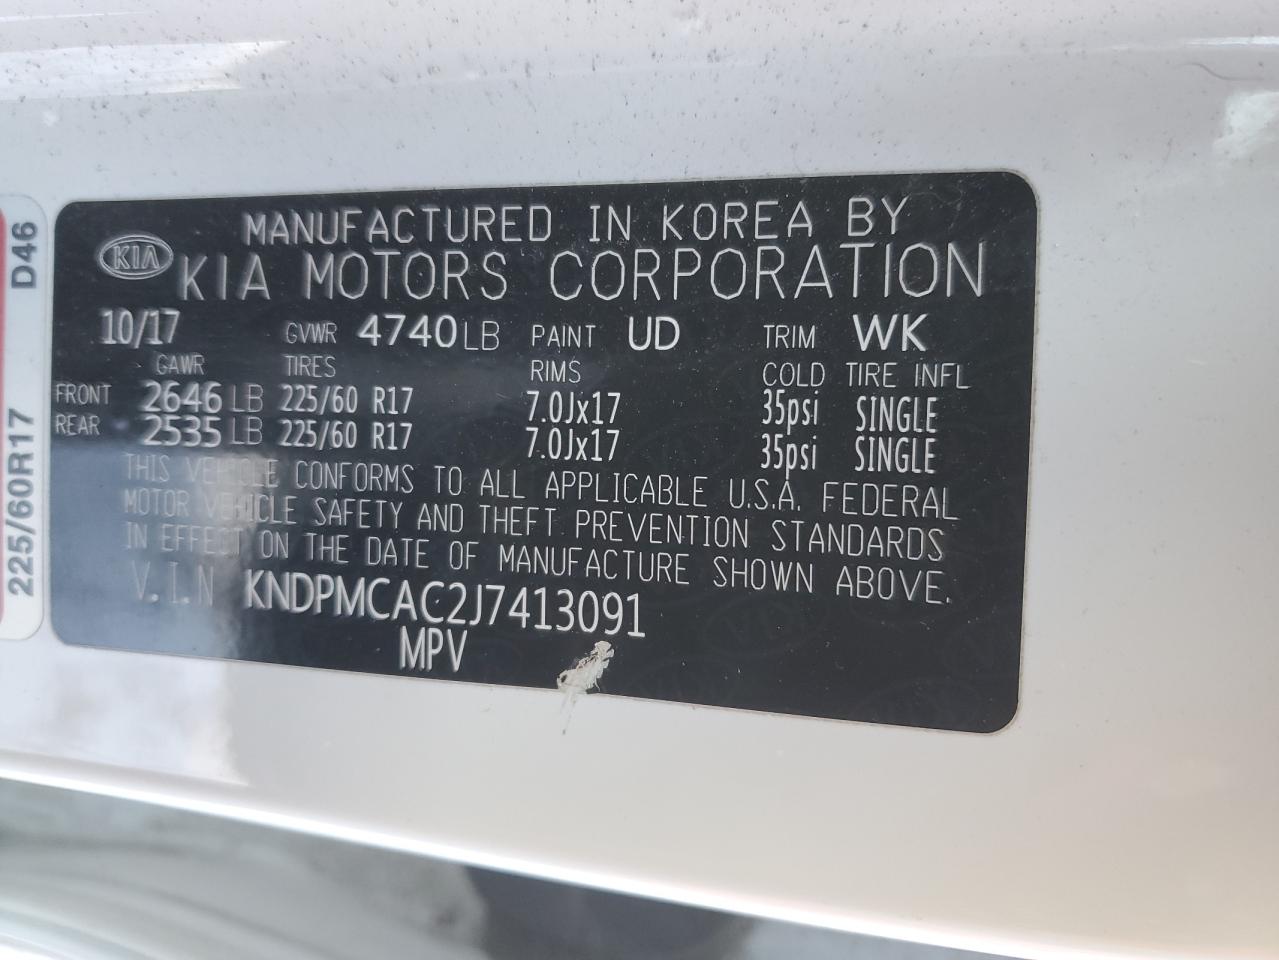 MANUFACTURED IN KOREA BY
KIA KIA MOTORS CORPORATION
10/17 GVWR 4740LB PAINT UD TRIM WK
GAWR TIRES RIMS COLD TIRE INFL
FRONT 2646 LB 225/60 R17 7.0Jx17 35psi SINGLE
REAR 2535 LB 225/60 R17 7.0Jx17 35psi SINGLE
THIS VEHICLE CONFORMS TO ALL APPLICABLE U.S.A. FEDERAL
MOTOR VEHICLE SAFETY AND THEFT PREVENTION STANDARDS
IN EFFECT ON THE DATE OF MANUFACTURE SHOWN ABOVE.
V.I.N KNDPMCAC2J7413091
MPV
225/60R17 D46